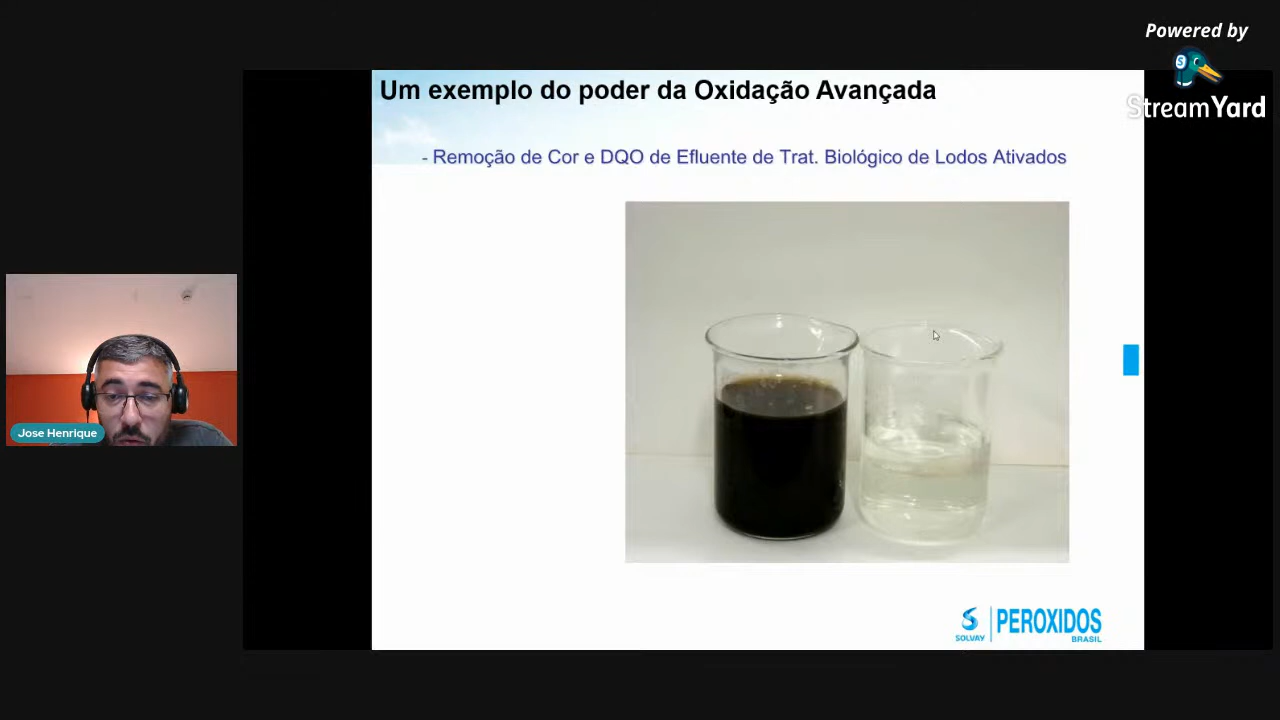 Powered by
StreamYard
Um exemplo do poder da Oxidação Avançada
- Remoção de Cor e DQO de Efluente de Trat. Biológico de Lodos Ativados
Jose Henrique
SOLVAY
PEROXIDOS
BRASIL